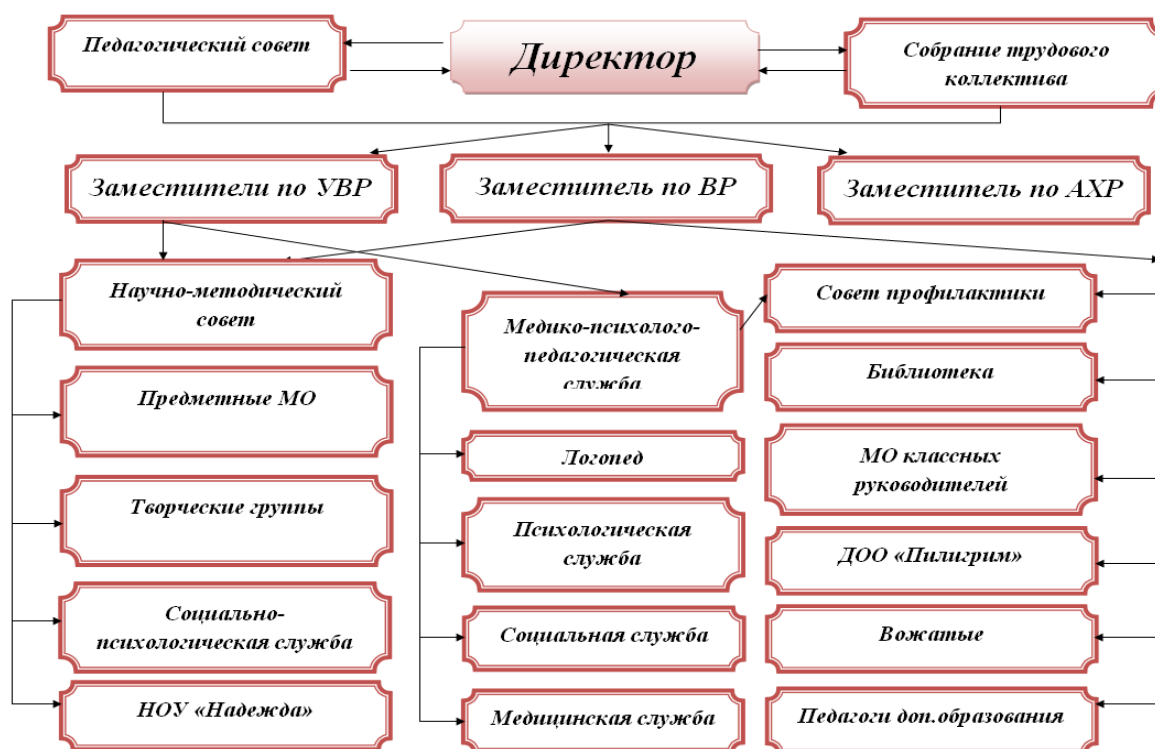 Педагогический совет
Директор
Собрание трудового
коллектива
Заместители по УВР
Заместитель по ВР
Заместитель по АХР
Научно-методический
совет
Предметные МО
Творческие группы
Социально-
психологическая служба
НОУ «Надежда»
Медико-психолого-
педагогическая
служба
Логопед
Психологическая
служба
Социальная служба
Медицинская служба
Совет профилактики
Библиотека
МО классных
руководителей
ДОО «Пилигрим»
Вожатые
Педагоги доп.образования